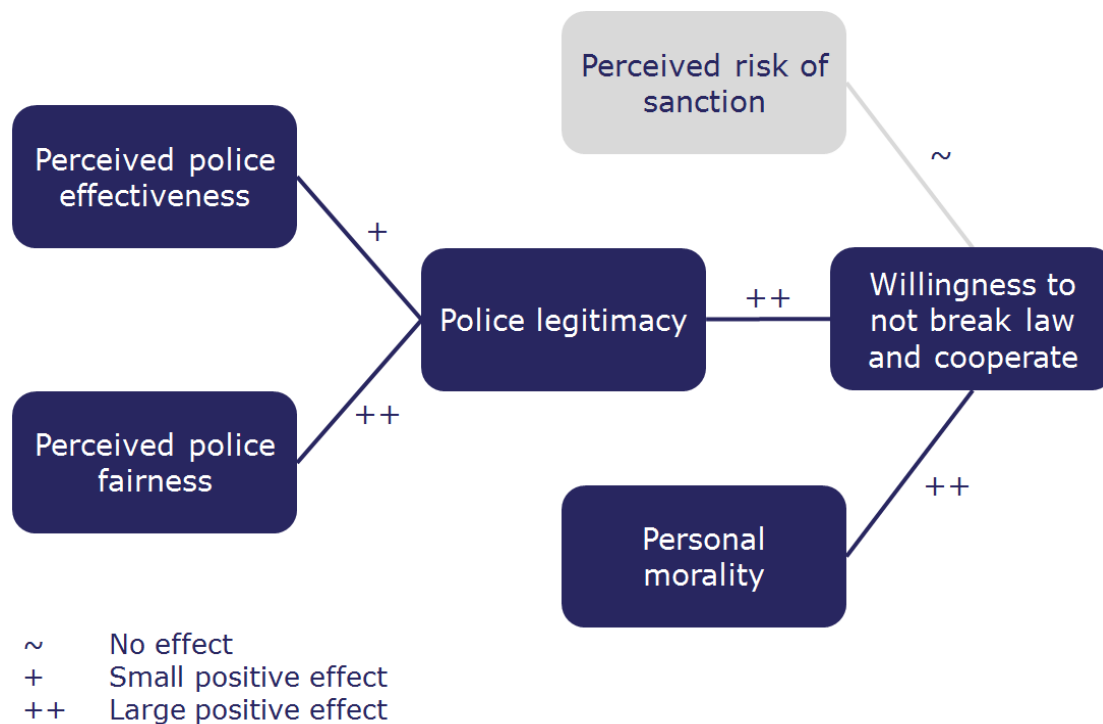 Perceived risk of
sanction
Perceived police
effectiveness
~
+
Police legitimacy
++
Willingness to
not break law
and cooperate
Perceived police
fairness
++
Personal
morality
++
~ No effect
+ Small positive effect
++ Large positive effect